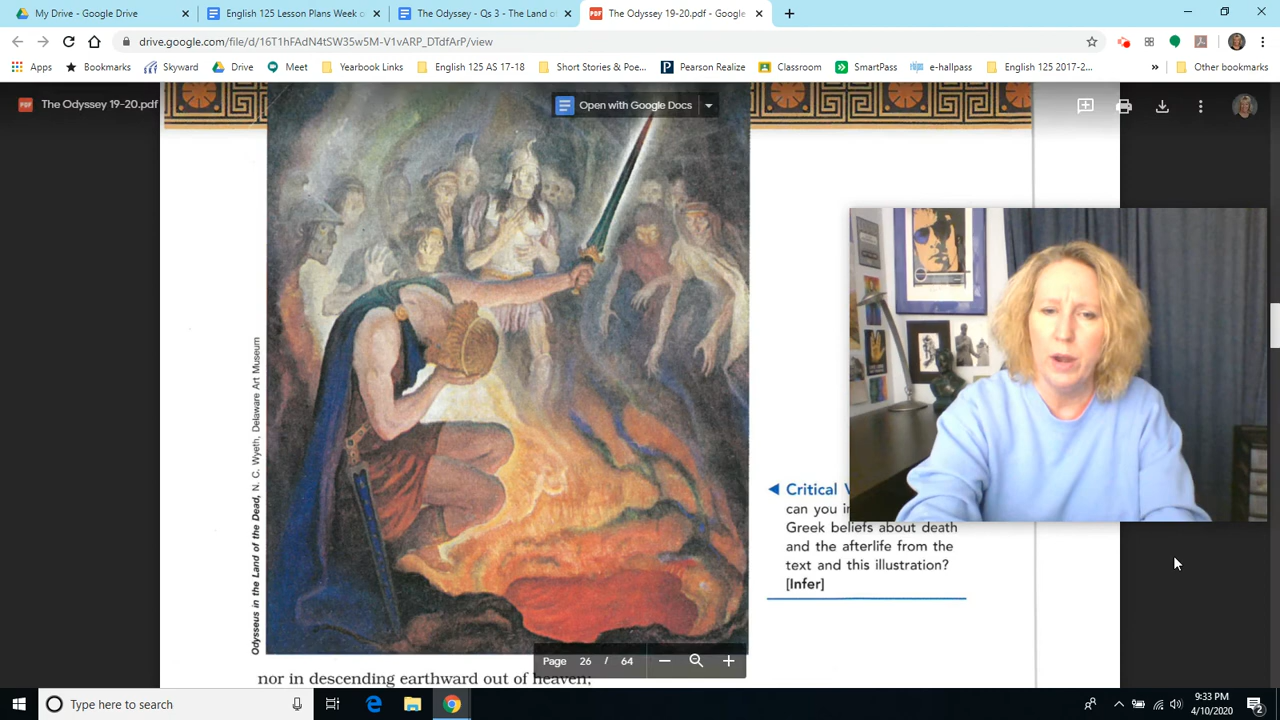 My Drive - Google Drive
English 125 Lesson Plans Week o
The Odyssey - Qs 3 - The Land of
The Odyssey 19-20.pdf - Google
drive.google.com/file/d/16T1hFAdN4tSW35w5M-V1vARP_DTdfArP/view
Apps Bookmarks Skyward Drive Meet Yearbook Links English 125 AS 17-18 Short Stories & Poe... Pearson Realize Classroom SmartPass e-hallpass English 125 2017-2... » Other bookmarks
PDF The Odyssey 19-20.pdf
Open with Google Docs
Odysseus in the Land of the Dead, N. C. Wyeth, Delaware Art Museum
Critical
can you
Greek beliefs about death
and the afterlife from the
text and this illustration?
[Infer]
Page 26 / 64
nor in descending earthward out of heaven;
Type here to search
9:33 PM
4/10/2020
2